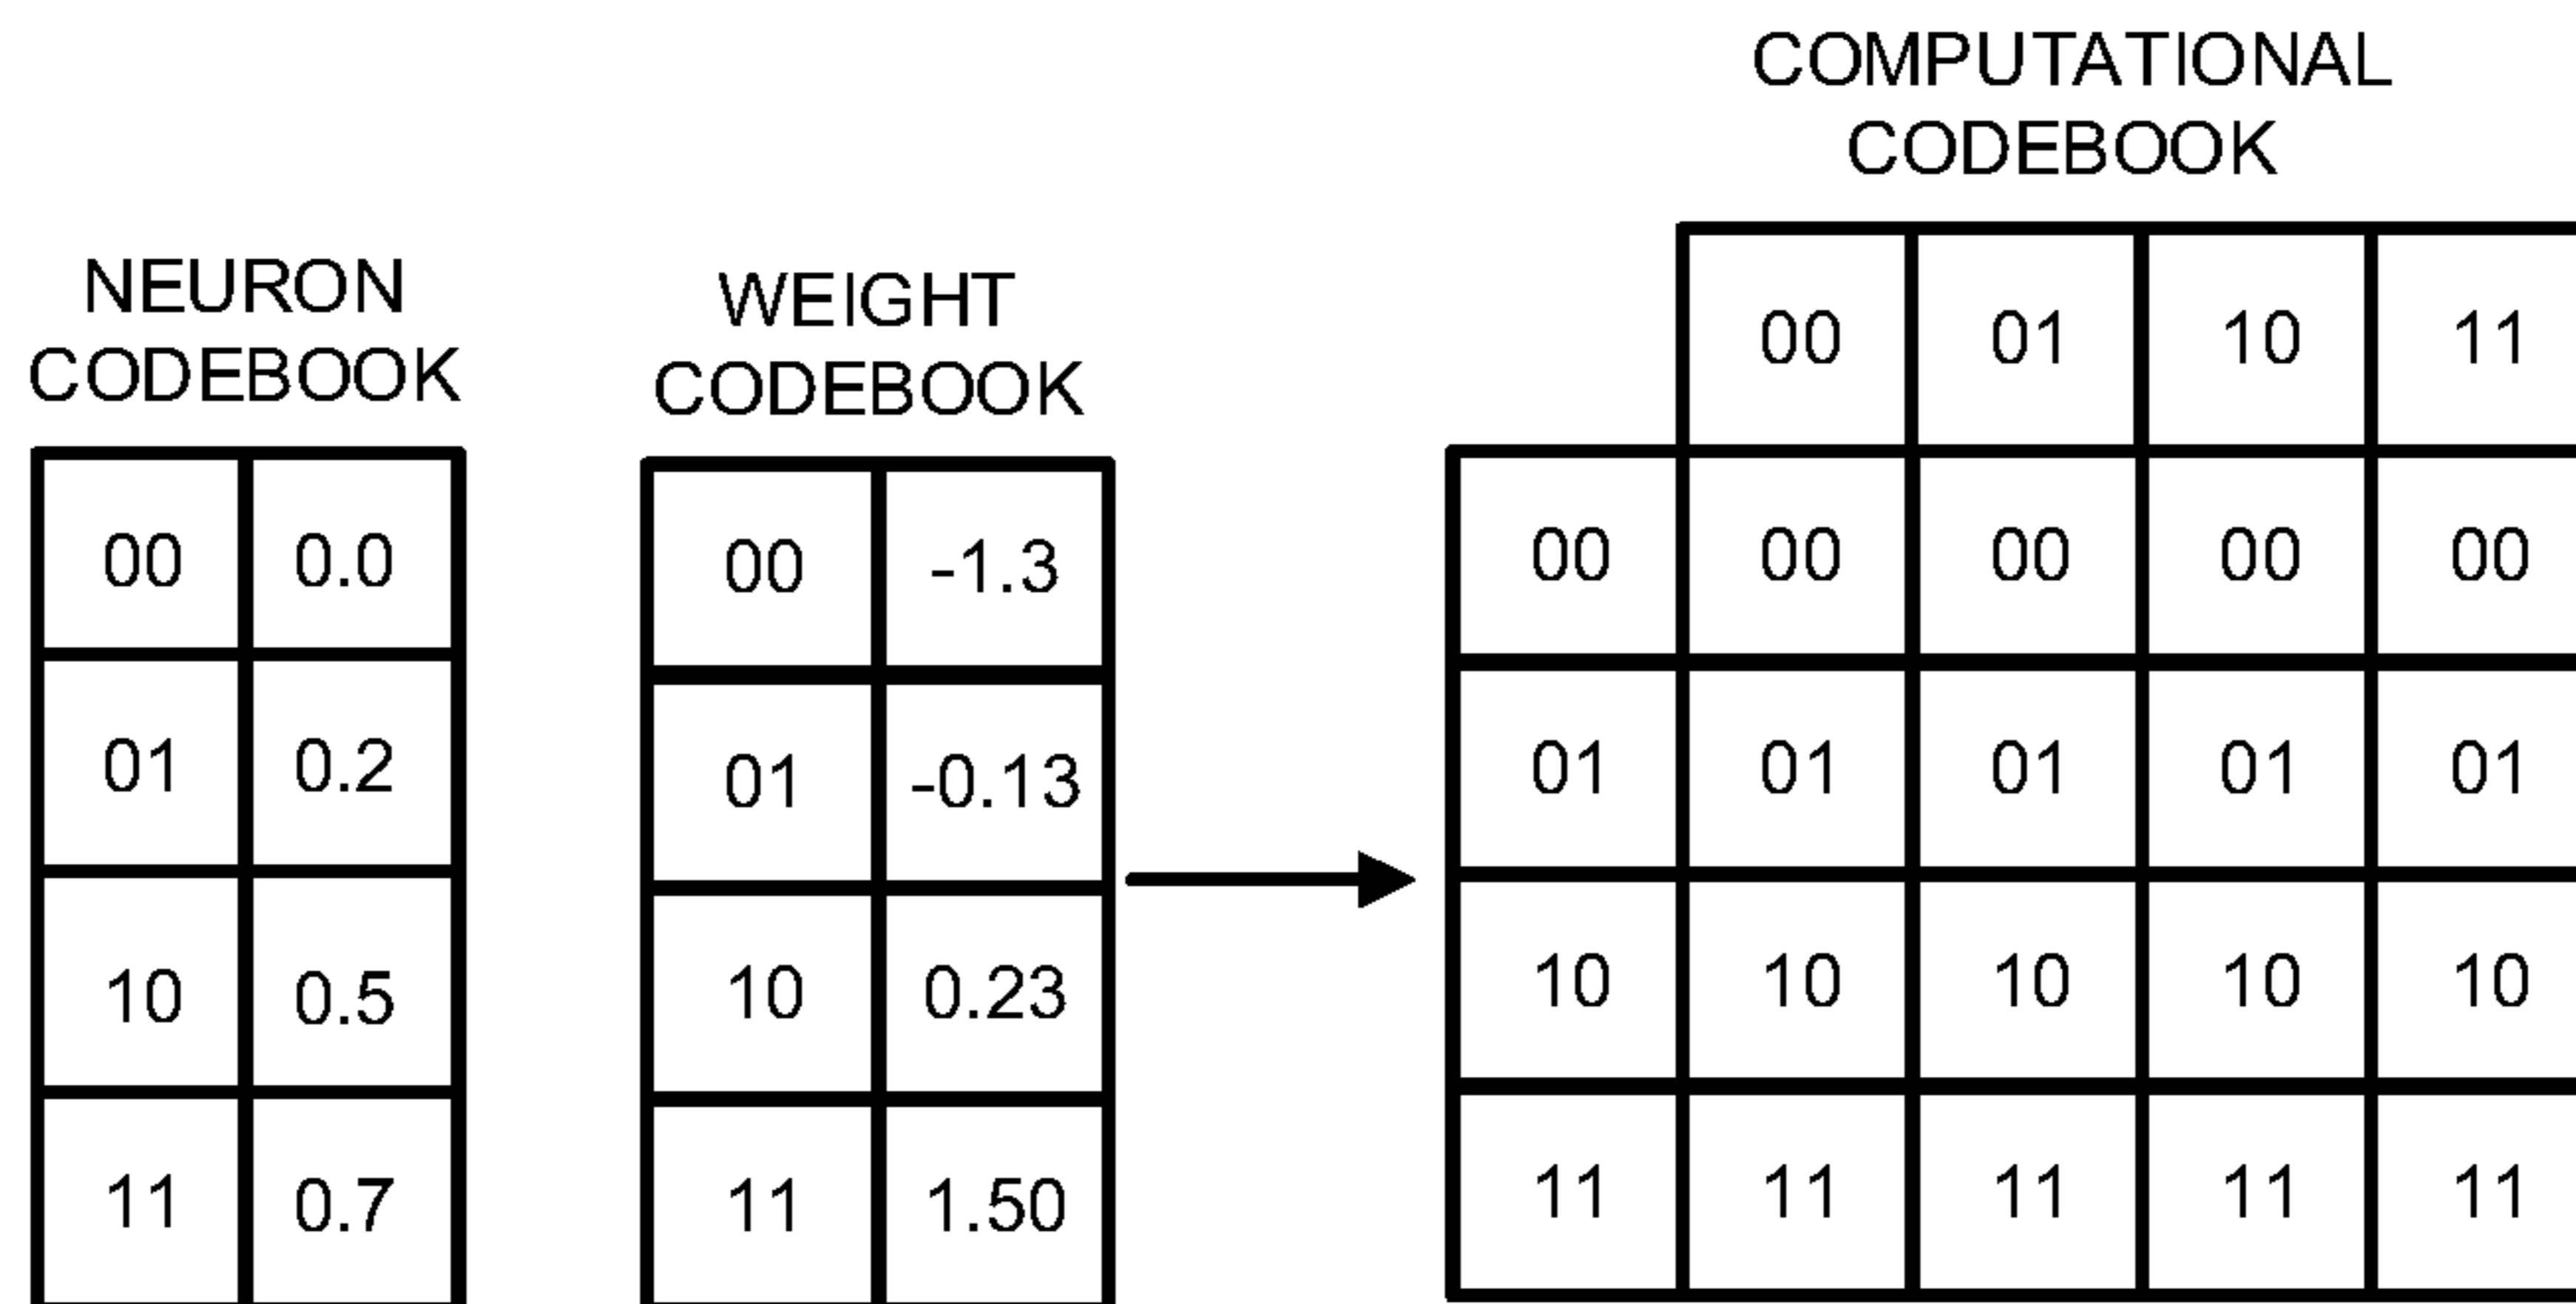 NEURON
CODEBOOK
00 0.0
01 0.2
10 0.5
11 0.7
WEIGHT
CODEBOOK
00 -1.3
01 -0.13
10 0.23
11 1.50
COMPUTATIONAL
CODEBOOK
00 01 10 11
00 00 00 00 00
01 01 01 01 01
10 10 10 10 10
11 11 11 11 11